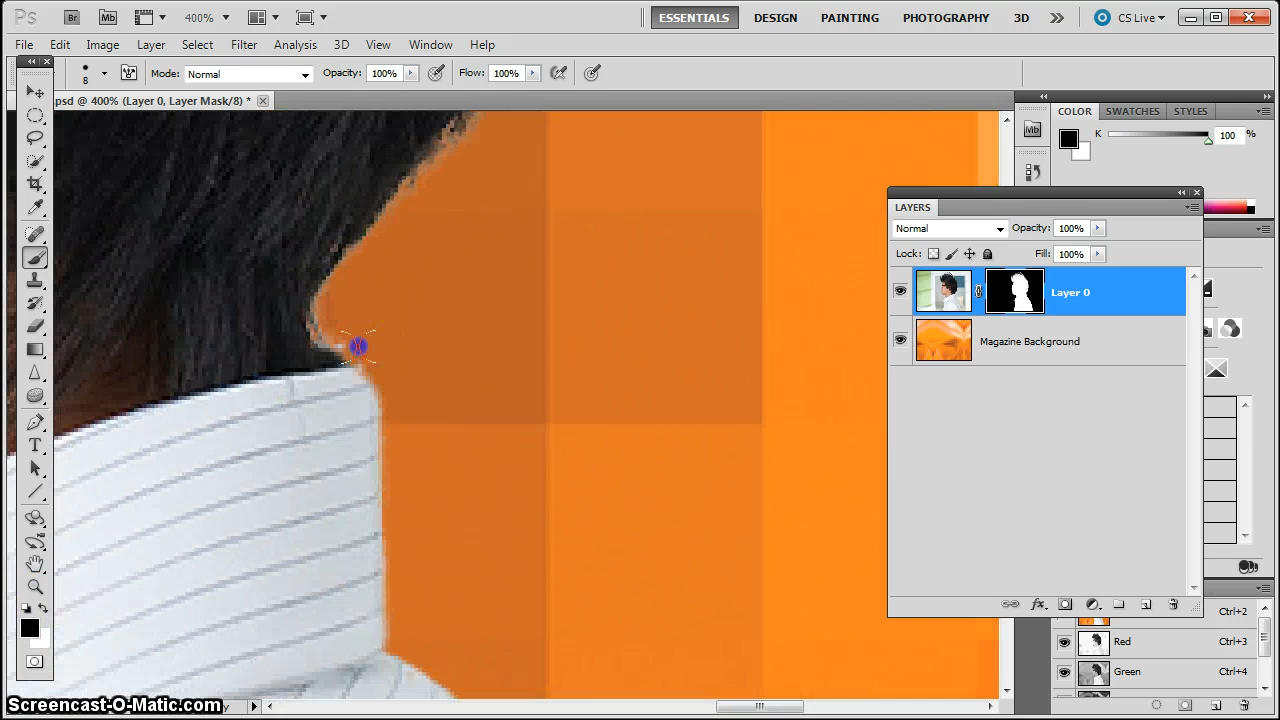 Ps Br Mb 400% ESSENTIALS DESIGN PAINTING PHOTOGRAPHY 3D CS Live
File Edit Image Layer Select Filter Analysis 3D View Window Help
8 Mode: Normal Opacity: 100% Flow: 100%
psd @ 400% (Layer 0, Layer Mask/8) *
COLOR SWATCHES STYLES
Mb
K 100 %
LAYERS
Normal Opacity: 100%
Lock: Fill: 100%
Layer 0
Magazine Background
T
fx
Ctrl+2
Red Ctrl+3
Green Ctrl+4
Screencast-O-Matic.com